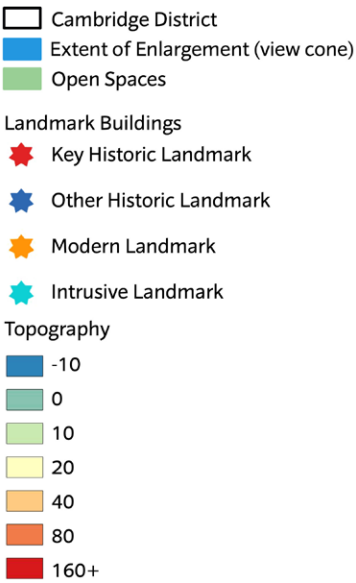 Cambridge District
Extent of Enlargement (view cone)
Open Spaces
Landmark Buildings
Key Historic Landmark
Other Historic Landmark
Modern Landmark
Intrusive Landmark
Topography
-10
0
10
20
40
80
160+